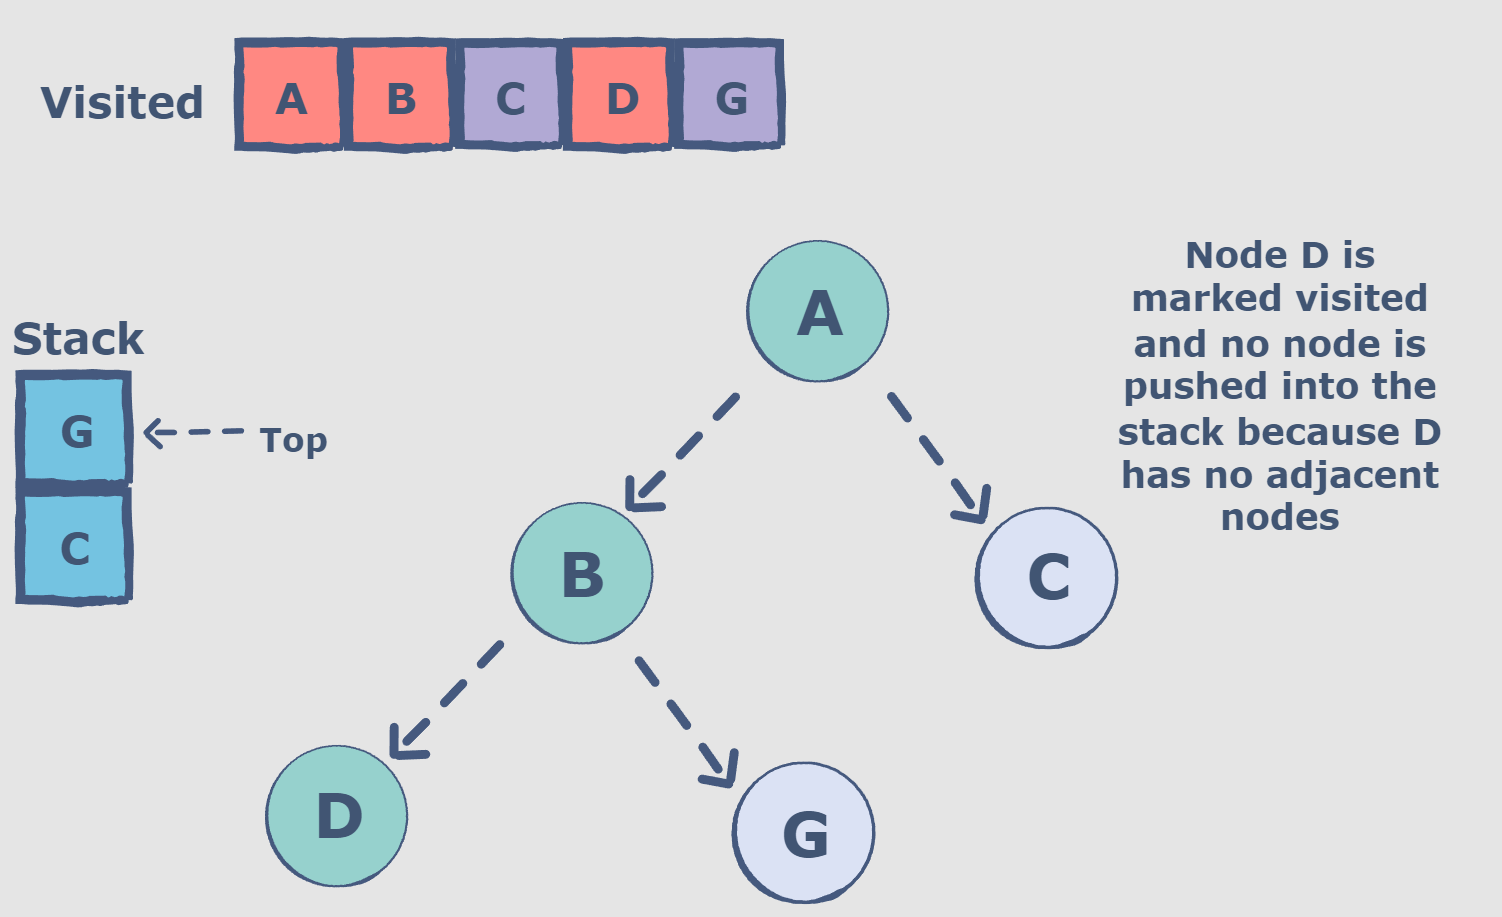 Visited A B C D G
A
Node D is
marked visited
and no node is
pushed into the
stack because D
has no adjacent
nodes
Stack
G Top
C
B
C
D
G